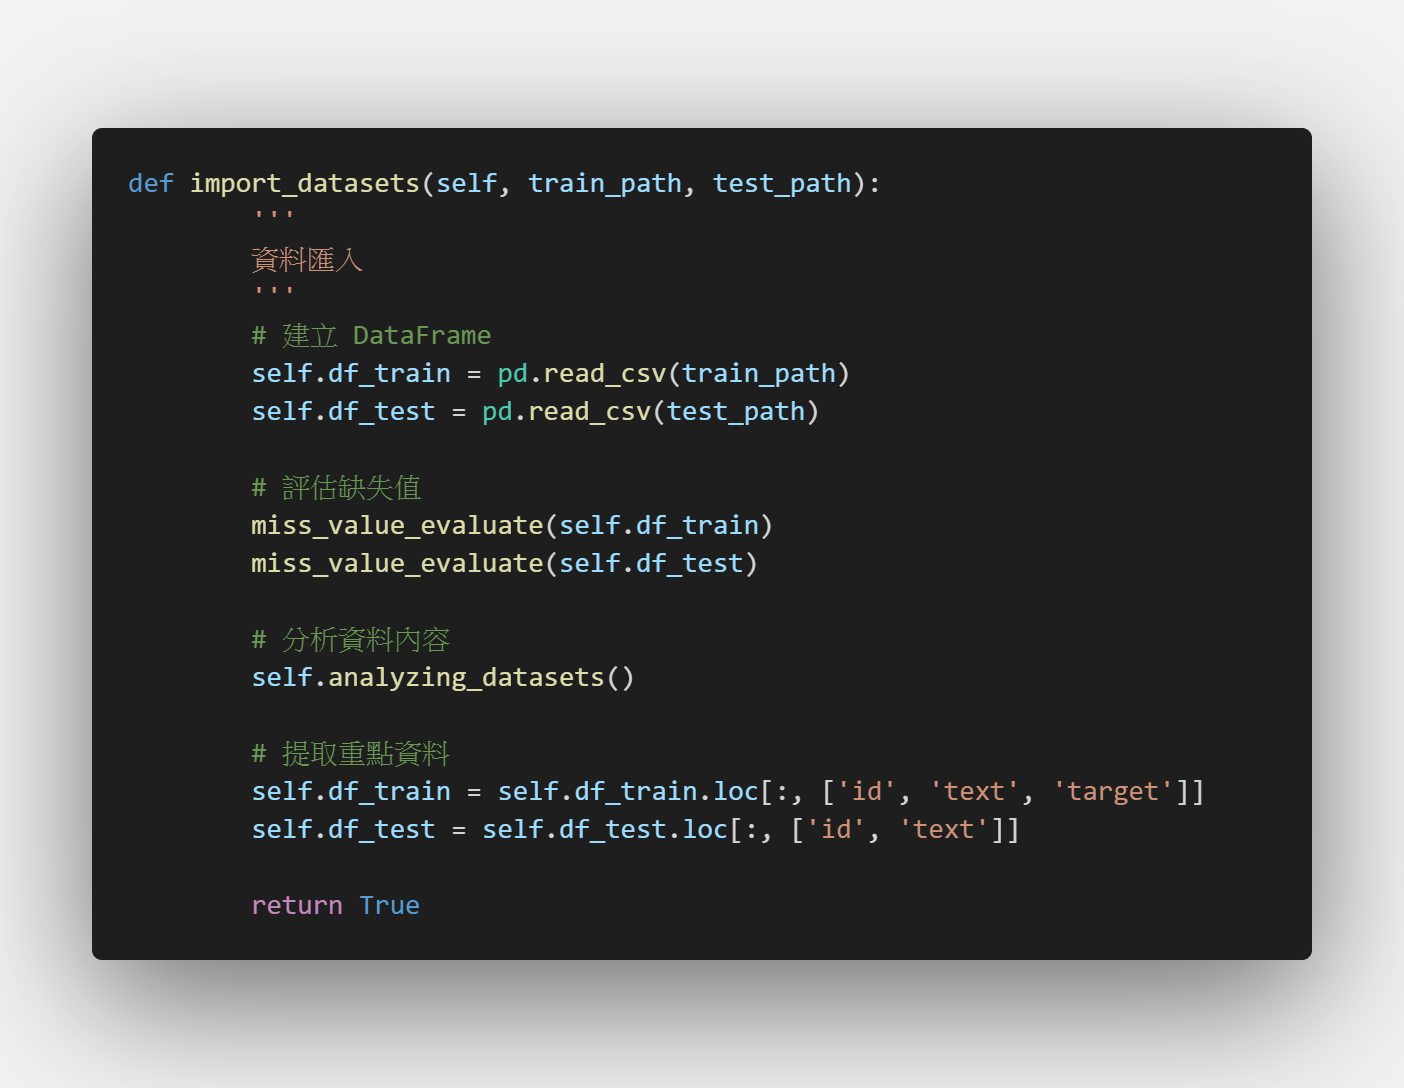 def import_datasets(self, train_path, test_path):
        '''
        資料匯入
        '''
        # 建立 DataFrame
        self.df_train = pd.read_csv(train_path)
        self.df_test = pd.read_csv(test_path)

        # 評估缺失值
        miss_value_evaluate(self.df_train)
        miss_value_evaluate(self.df_test)

        # 分析資料內容
        self.analyzing_datasets()

        # 提取重點資料
        self.df_train = self.df_train.loc[:, ['id', 'text', 'target']]
        self.df_test = self.df_test.loc[:, ['id', 'text']]

        return True